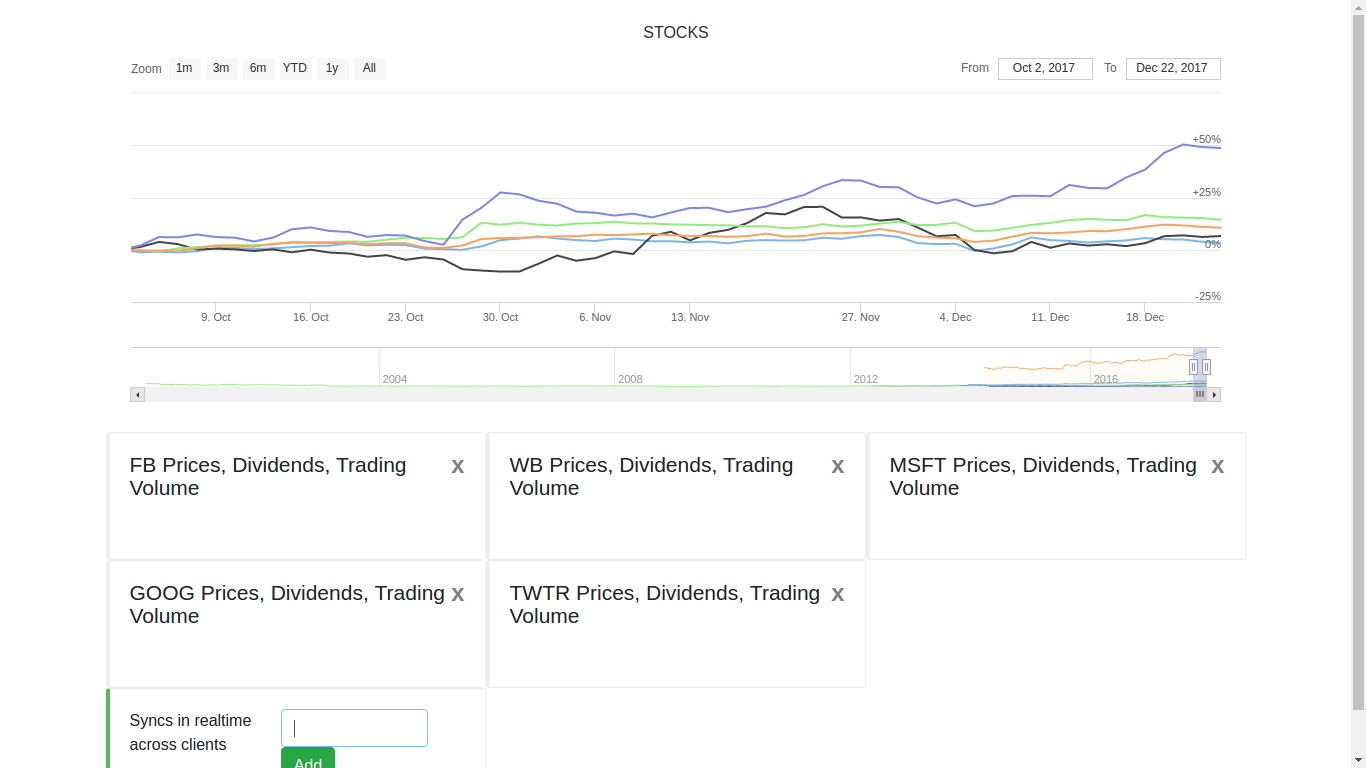 STOCKS
Zoom 1m 3m 6m YTD 1y All From Oct 2, 2017 To Dec 22, 2017
+50%
+25%
0%
-25%
9. Oct 16. Oct 23. Oct 30. Oct 6. Nov 13. Nov 27. Nov 4. Dec 11. Dec 18. Dec
2004 2008 2012 2016
FB Prices, Dividends, Trading
Volume
x
WB Prices, Dividends, Trading
Volume
x
MSFT Prices, Dividends, Trading
Volume
x
GOOG Prices, Dividends, Trading
Volume
x
TWTR Prices, Dividends, Trading
Volume
x
Syncs in realtime
across clients
Add